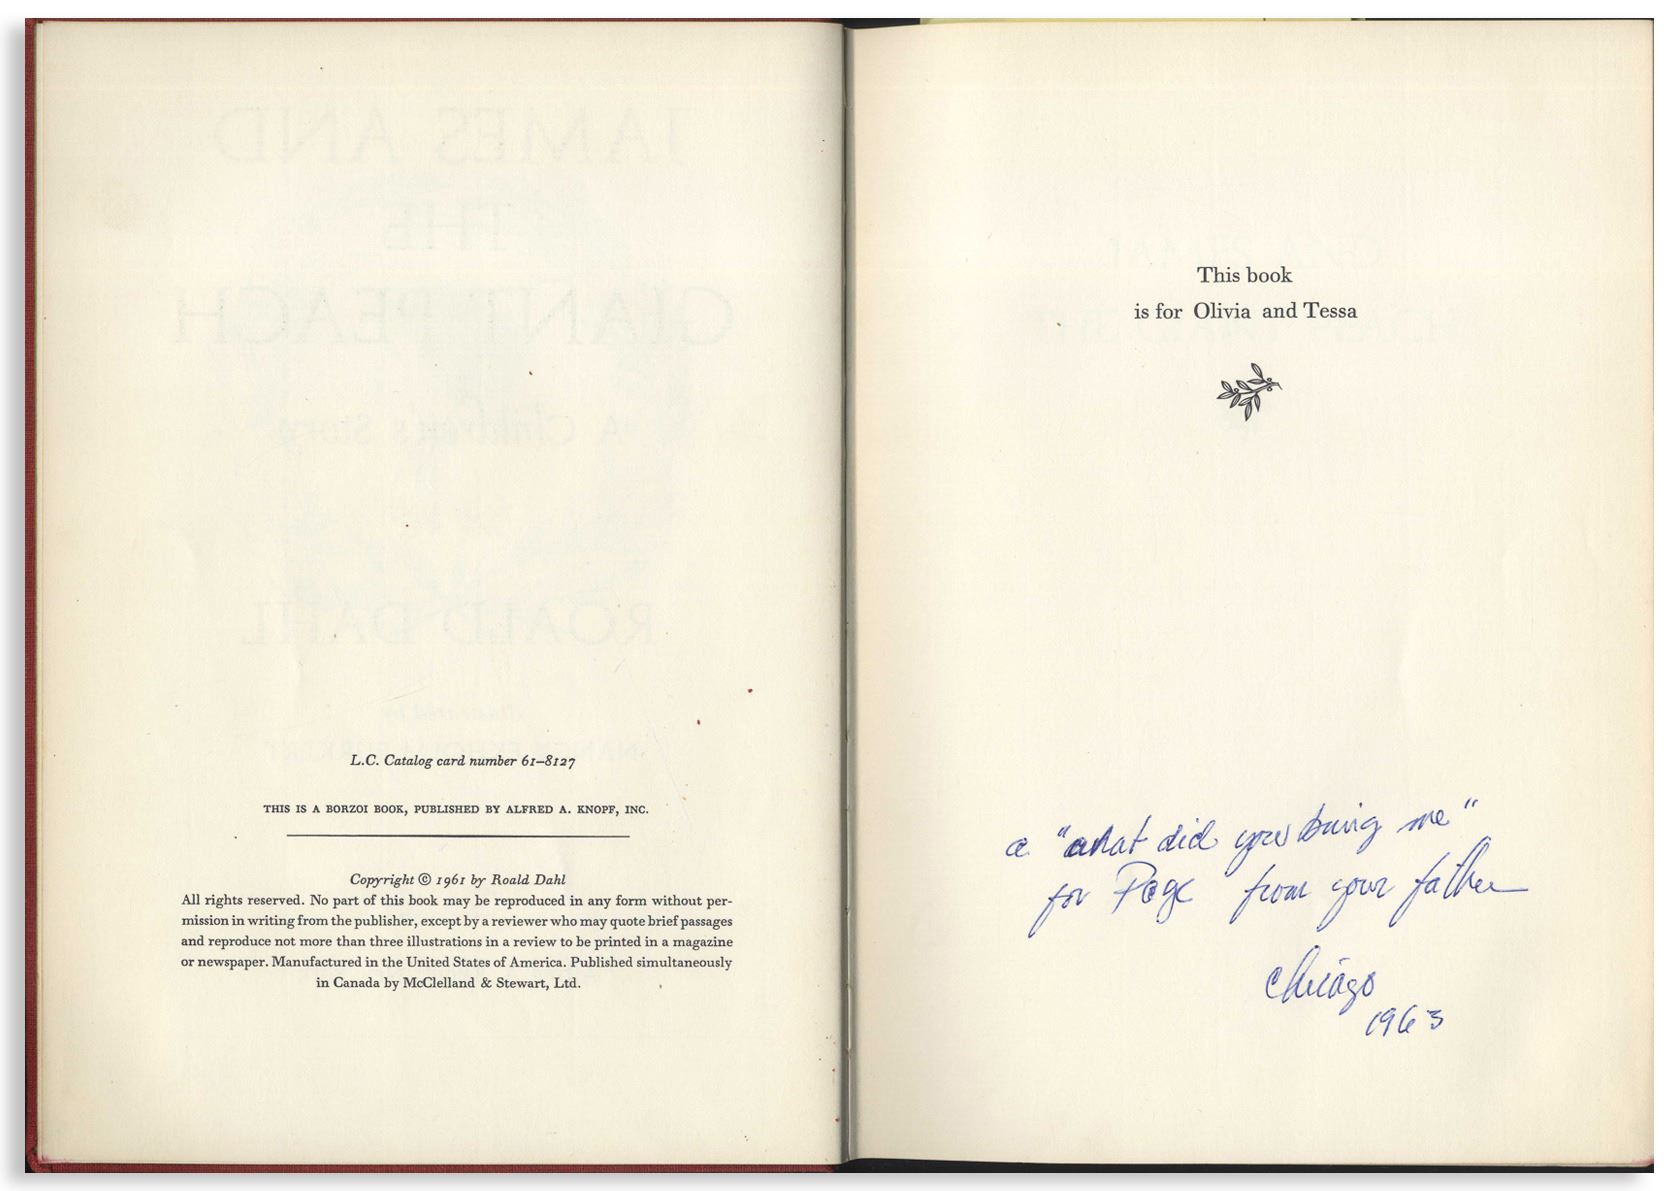 L.C. Catalog card number 61–8127
THIS IS A BORZOI BOOK, PUBLISHED BY ALFRED A. KNOPF, INC.
Copyright © 1961 by Roald Dahl
All rights reserved. No part of this book may be reproduced in any form without per-
mission in writing from the publisher, except by a reviewer who may quote brief passages
and reproduce not more than three illustrations in a review to be printed in a magazine
or newspaper. Manufactured in the United States of America. Published simultaneously
in Canada by McClelland & Stewart, Ltd.
This book
is for Olivia and Tessa
a "what did you bring me"
for Page from your father
Chicago
1963